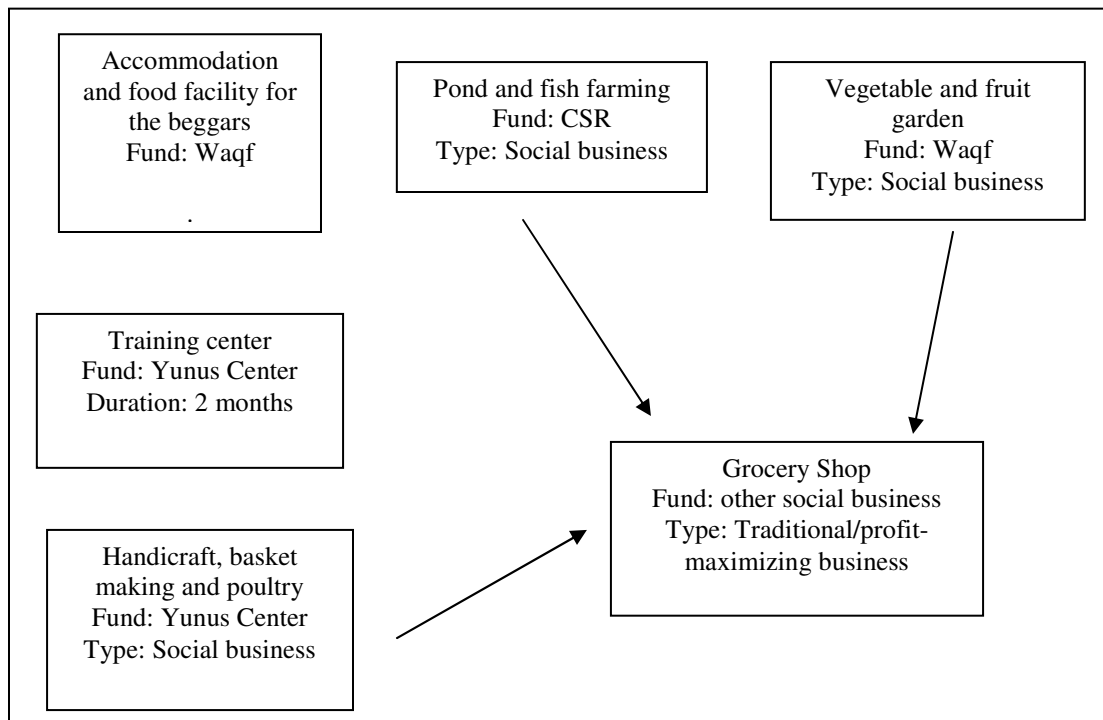 Accommodation
and food facility for
the beggars
Fund: Waqf
.
Pond and fish farming
Fund: CSR
Type: Social business
Vegetable and fruit
garden
Fund: Waqf
Type: Social business
Training center
Fund: Yunus Center
Duration: 2 months
Grocery Shop
Fund: other social business
Type: Traditional/profit-
maximizing business
Handicraft, basket
making and poultry
Fund: Yunus Center
Type: Social business